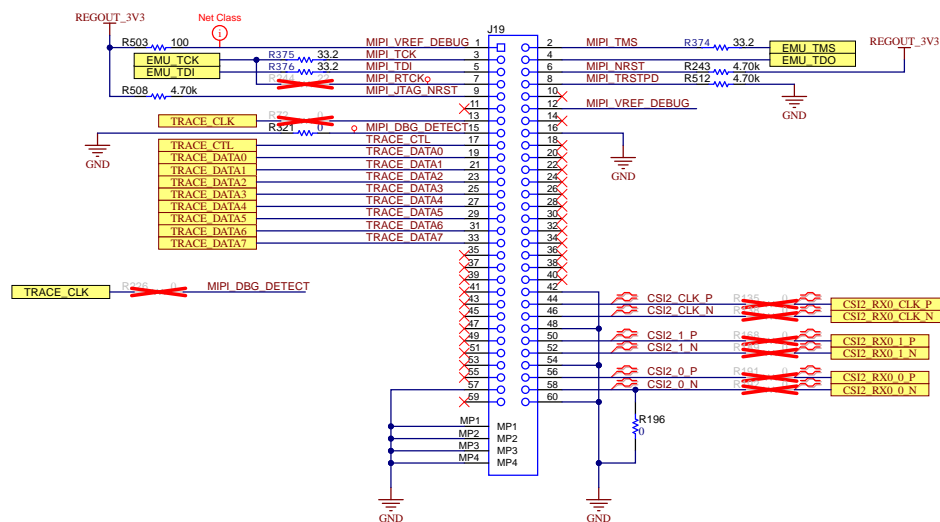 REGOUT_3V3
Net Class
J19
R503 100 MIPI_VREF_DEBUG 1
2 MIPI_TMS R374 33.2 EMU_TMS
REGOUT_3V3
EMU_TCK R375 33.2 MIPI_TCK 3
4 EMU_TDO
EMU_TDI R376 33.2 MIPI_TDI 5
6 MIPI_NRST R243 4.70k
MIPI_RTCK 7
8 MIPI_TRSTPD R512 4.70k
R508 4.70k MIPI_JTAG_NRST 9
10
GND
11
12 MIPI_VREF_DEBUG
TRACE_CLK R72 0 13
14
R321 0 MIPI_DBG_DETECT 15
16
GND
GND
TRACE_CTL TRACE_CTL 17
18
TRACE_DATA0 TRACE_DATA0 19
20
TRACE_DATA1 TRACE_DATA1 21
22
TRACE_DATA2 TRACE_DATA2 23
24
TRACE_DATA3 TRACE_DATA3 25
26
TRACE_DATA4 TRACE_DATA4 27
28
TRACE_DATA5 TRACE_DATA5 29
30
TRACE_DATA6 TRACE_DATA6 31
32
TRACE_DATA7 TRACE_DATA7 33
34
35
36
37
38
39
40
TRACE_CLK 0 MIPI_DBG_DETECT
41
42
43
44 CSI2_CLK_P CSI2_RX0_CLK_P
45
46 CSI2_CLK_N CSI2_RX0_CLK_N
47
48
49
50 CSI2_1_P CSI2_RX0_1_P
51
52 CSI2_1_N CSI2_RX0_1_N
53
54
55
56 CSI2_0_P CSI2_RX0_0_P
57
58 CSI2_0_N CSI2_RX0_0_N
59
60
R196
0
MP1 MP1
MP2 MP2
MP3 MP3
MP4 MP4
GND
GND